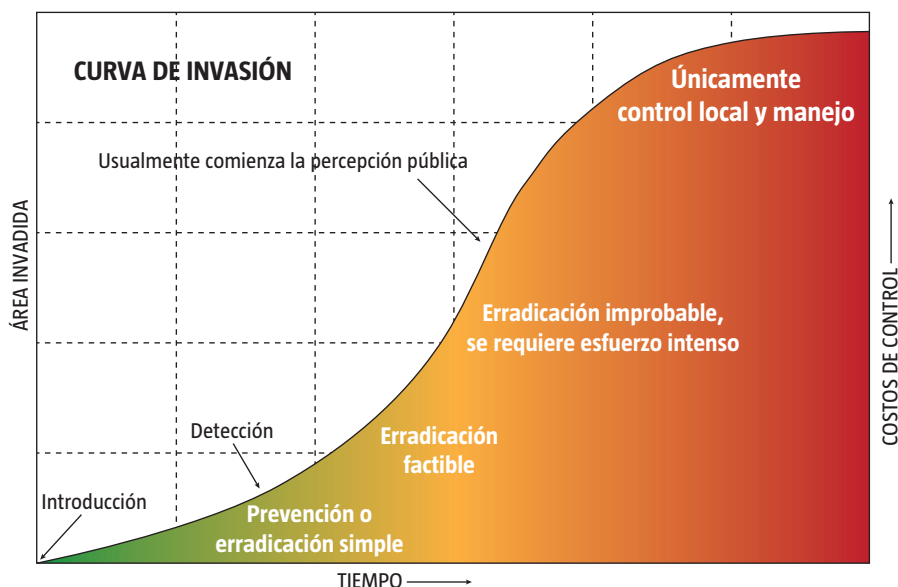 CURVA DE INVASIÓN
Únicamente
control local y manejo
Usualmente comienza la percepción pública
ÁREA INVADIDA
COSTOS DE CONTROL
Erradicación improbable,
se requiere esfuerzo intenso
Detección
Erradicación
factible
Introducción
Prevención o
erradicación simple
TIEMPO